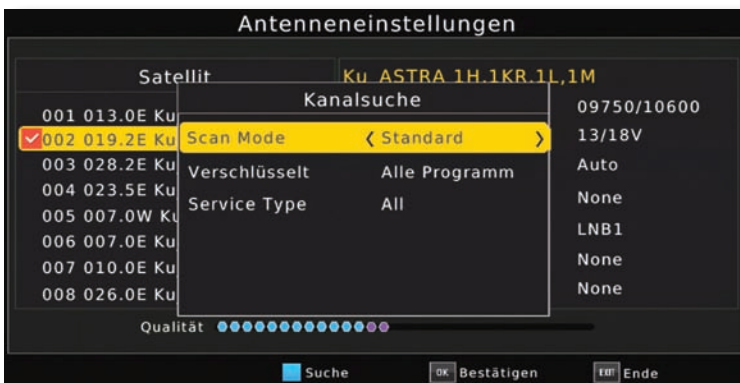 Antenneneinstellungen
Satellit
Ku ASTRA 1H,1KR,1L,1M
Kanalsuche
001 013.0E Ku
09750/10600
002 019.2E Ku
Scan Mode
Standard
13/18V
003 028.2E Ku
Verschlüsselt
Alle Programm
Auto
004 023.5E Ku
Service Type
All
None
005 007.0W Ku
LNB1
006 007.0E Ku
007 010.0E Ku
None
008 026.0E Ku
None
Qualität
Suche
OK Bestätigen
EXIT Ende